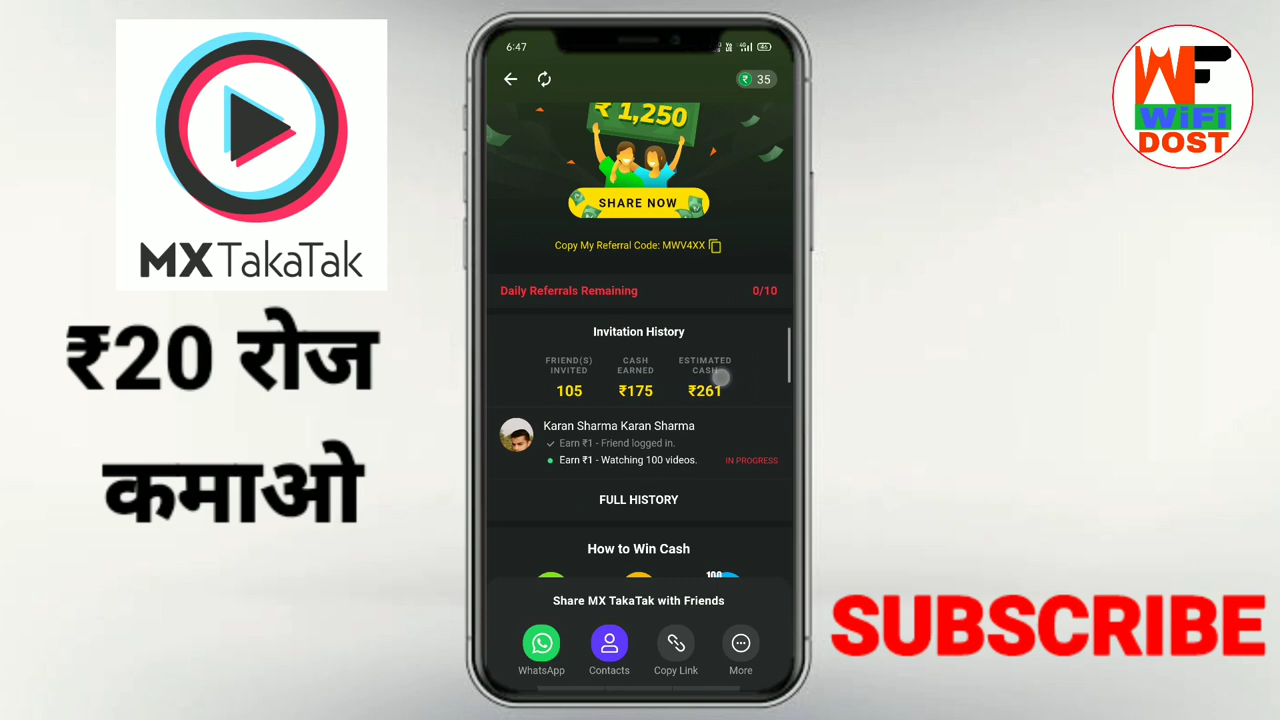 MXTakaTak
₹20 रोज
कमाओ
6:47
35
₹ 1,250
SHARE NOW
Copy My Referral Code: MWV4XX
Daily Referrals Remaining 0/10
Invitation History
FRIEND(S) INVITED
CASH EARNED
ESTIMATED CASH
105 ₹175 ₹261
Karan Sharma Karan Sharma
Earn ₹1 - Friend logged in.
Earn ₹1 - Watching 100 videos. IN PROGRESS
FULL HISTORY
How to Win Cash
100
Share MX TakaTak with Friends
WhatsApp Contacts Copy Link More
WF
WiFi
DOST
SUBSCRIBE